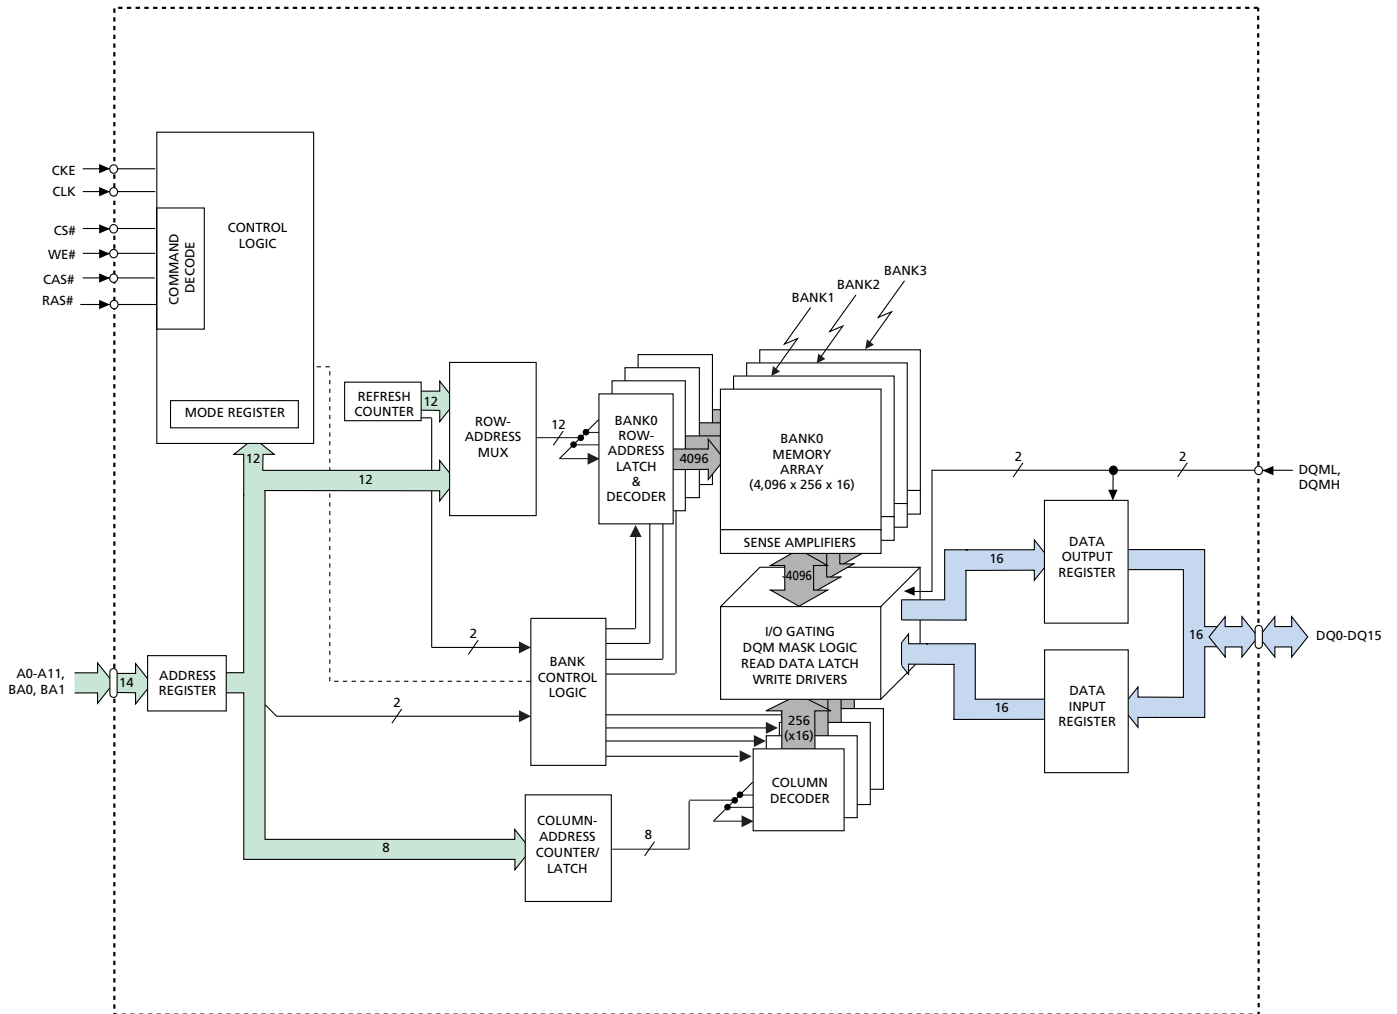 CKE
CLK
CS#
WE#
CAS#
RAS#
COMMAND
DECODE
CONTROL
LOGIC
MODE REGISTER
12
REFRESH
COUNTER
12
12
ROW-
ADDRESS
MUX
12
BANK0
ROW-
ADDRESS
LATCH
&
DECODER
4096
BANK1
BANK2
BANK3
BANK0
MEMORY
ARRAY
(4,096 x 256 x 16)
SENSE AMPLIFIERS
4096
I/O GATING
DQM MASK LOGIC
READ DATA LATCH
WRITE DRIVERS
256
(x16)
COLUMN
DECODER
2
2
DQML,
DQMH
16
DATA
OUTPUT
REGISTER
16
DQ0-DQ15
16
DATA
INPUT
REGISTER
A0-A11,
BA0, BA1
14
ADDRESS
REGISTER
2
2
BANK
CONTROL
LOGIC
8
COLUMN-
ADDRESS
COUNTER/
LATCH
8